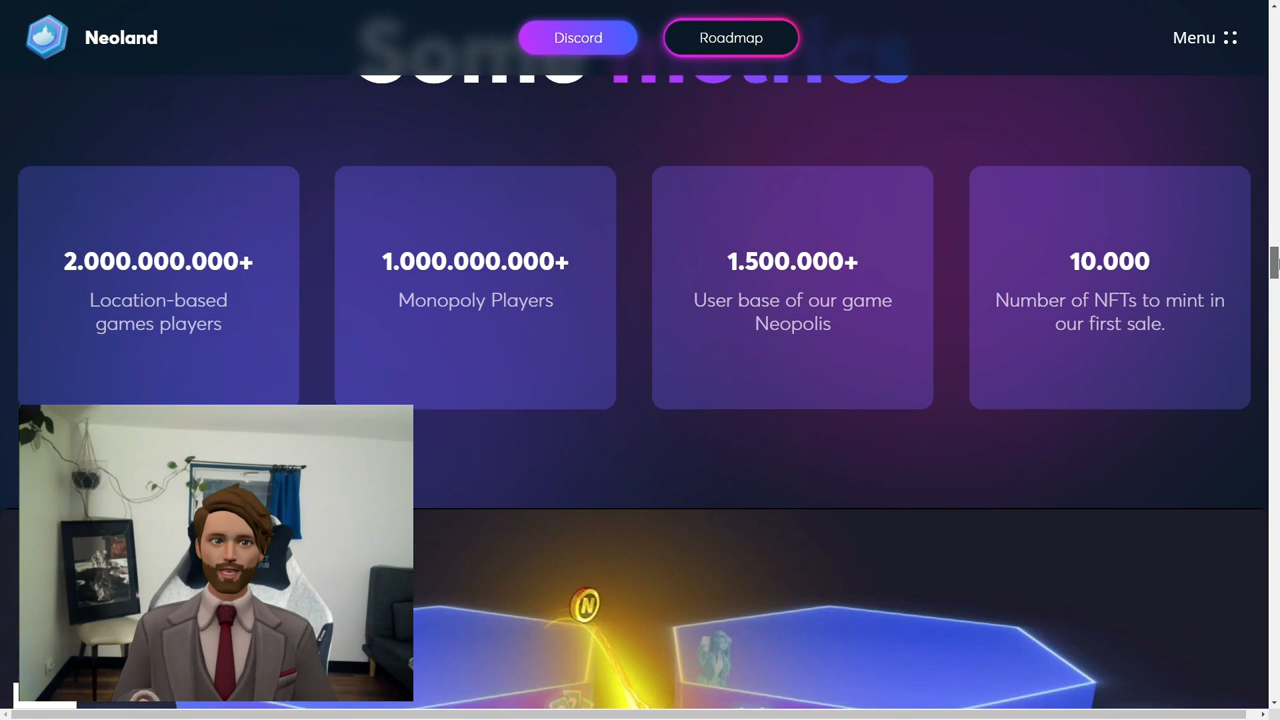 Neoland
Discord
Roadmap
Menu
Some metrics
2.000.000.000+
Location-based
games players
1.000.000.000+
Monopoly Players
1.500.000+
User base of our game
Neopolis
10.000
Number of NFTs to mint in
our first sale.
N